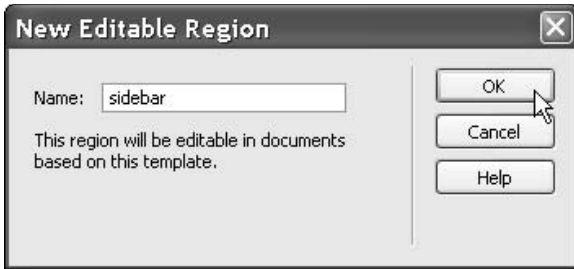 New Editable Region
Name: sidebar
OK
This region will be editable in documents
based on this template.
Cancel
Help